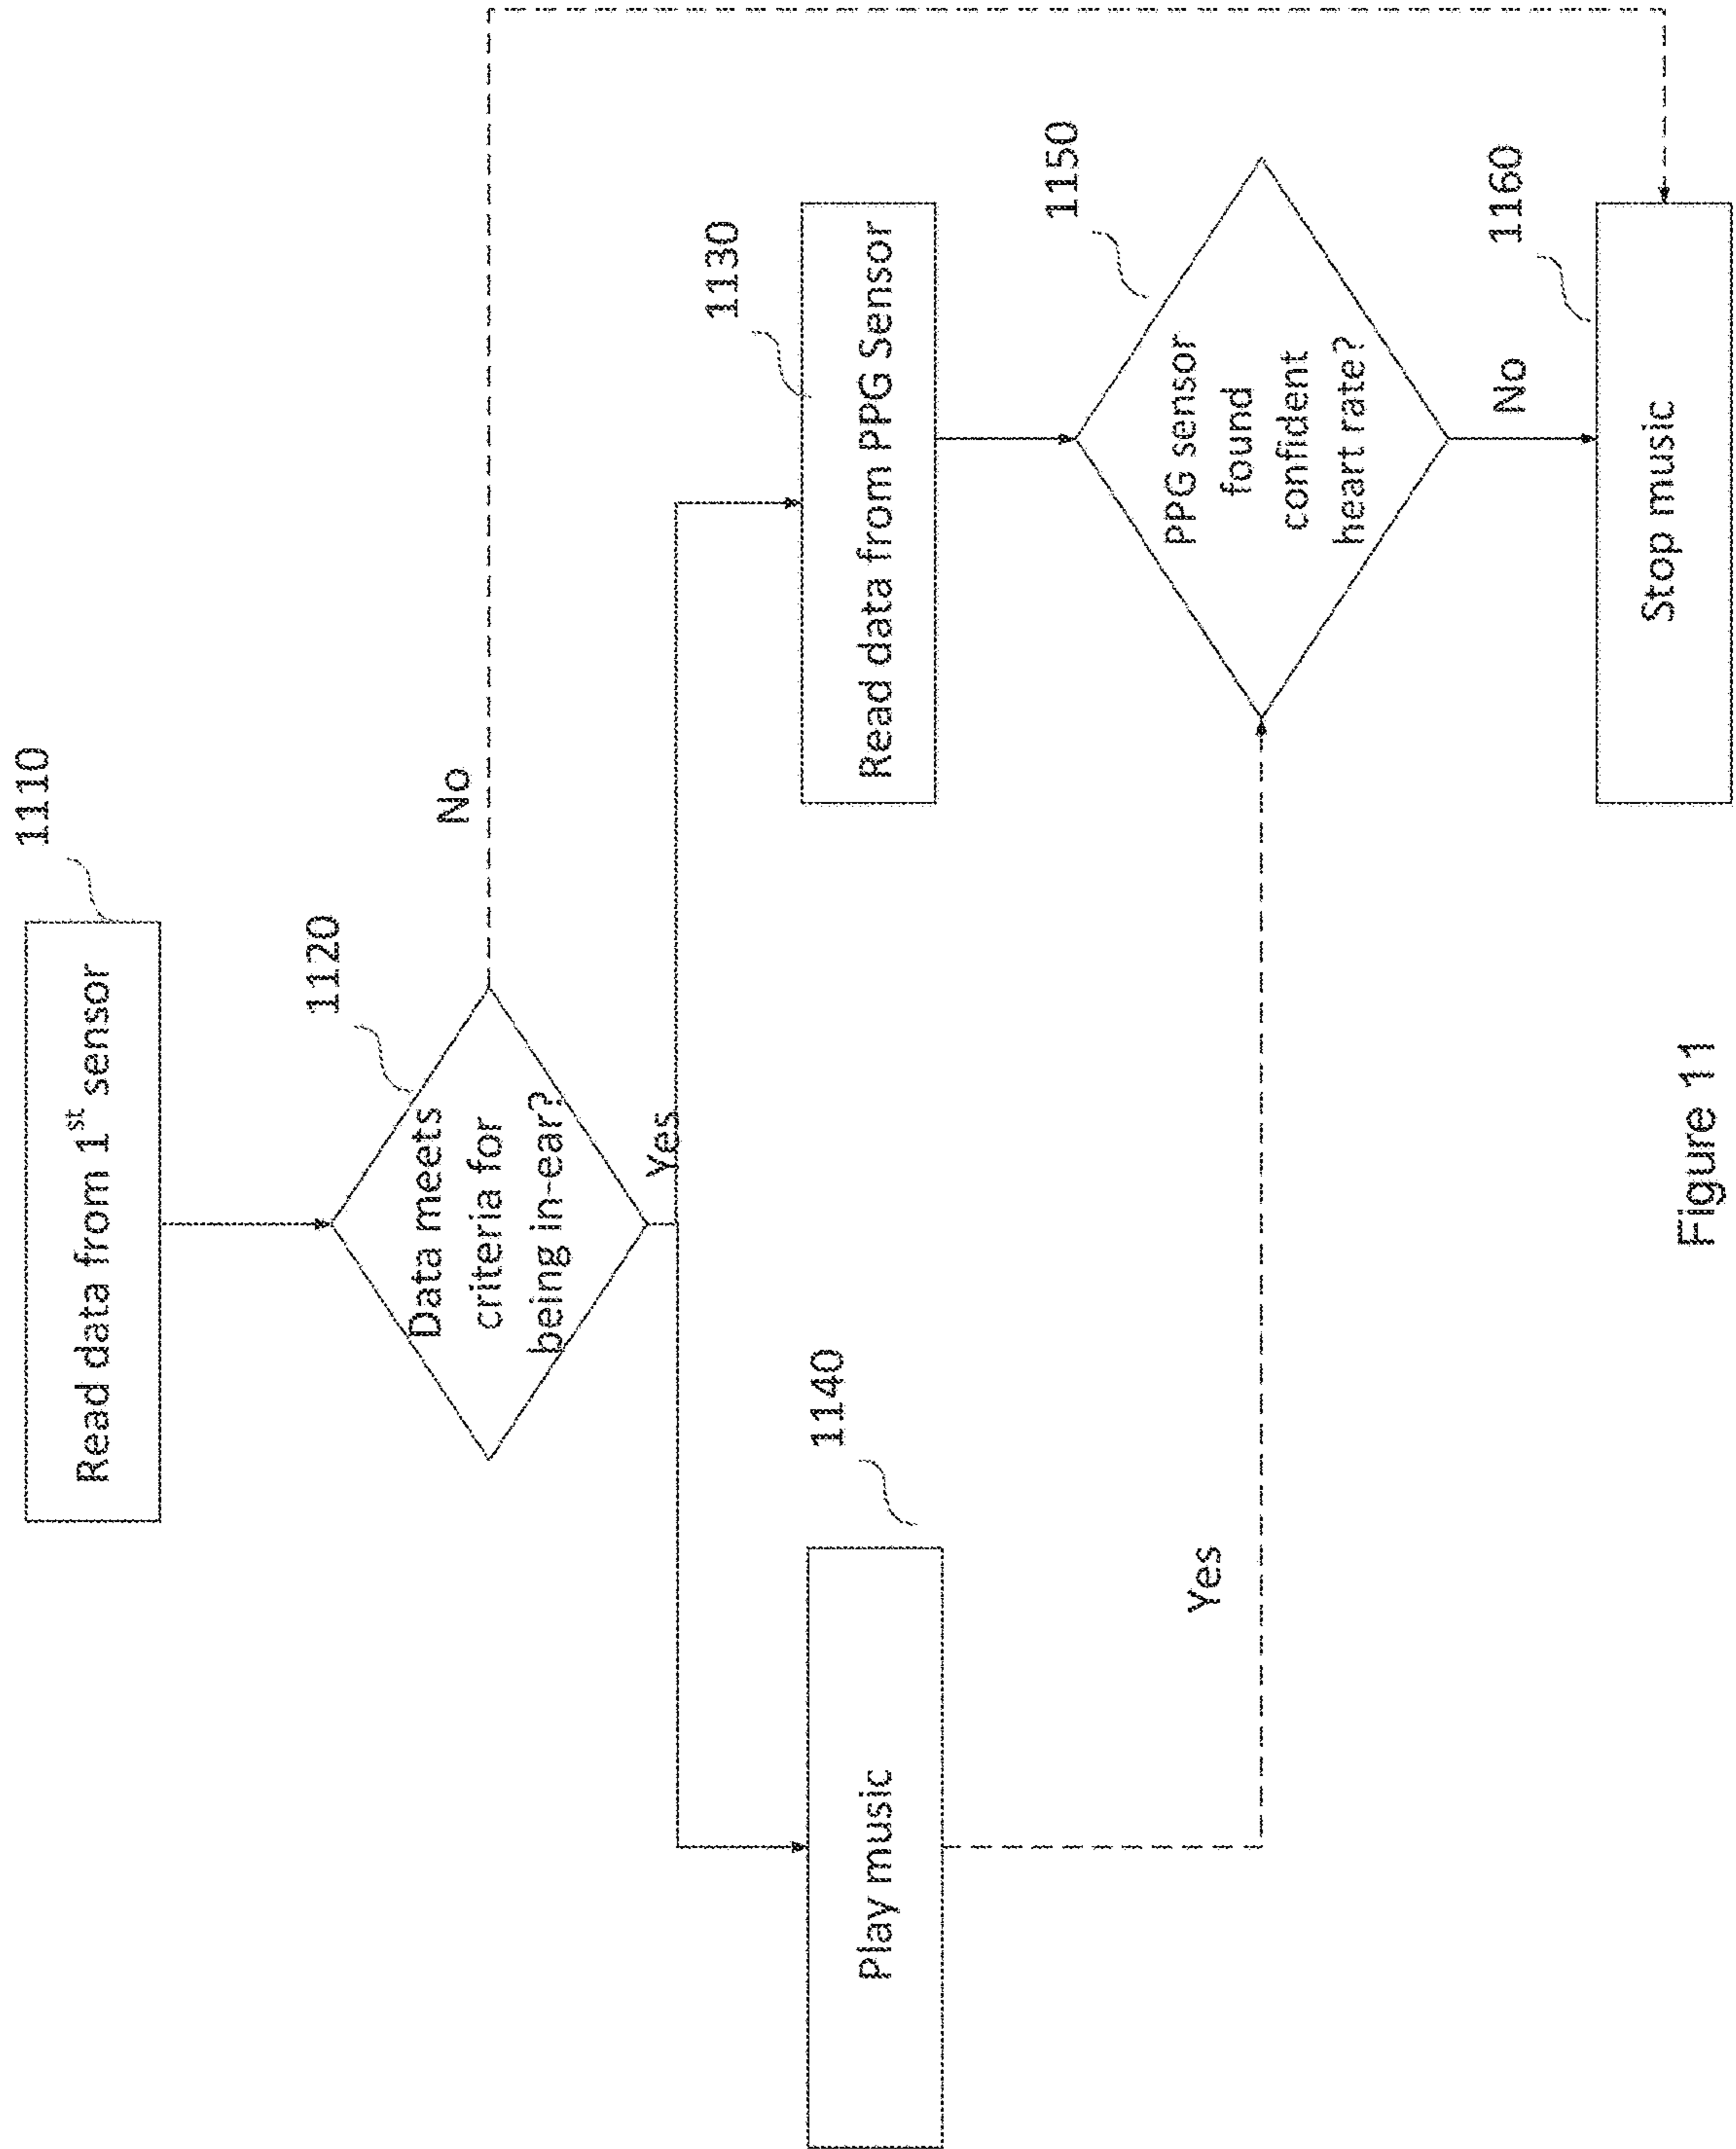 1110
Read data from 1st sensor
1120
Data meets
criteria for
being in-ear?
No
Yes
1140
Play music
1130
Read data from PPG Sensor
Yes
1150
PPG sensor
found
confident
heart rate?
No
1160
Stop music
Figure 11